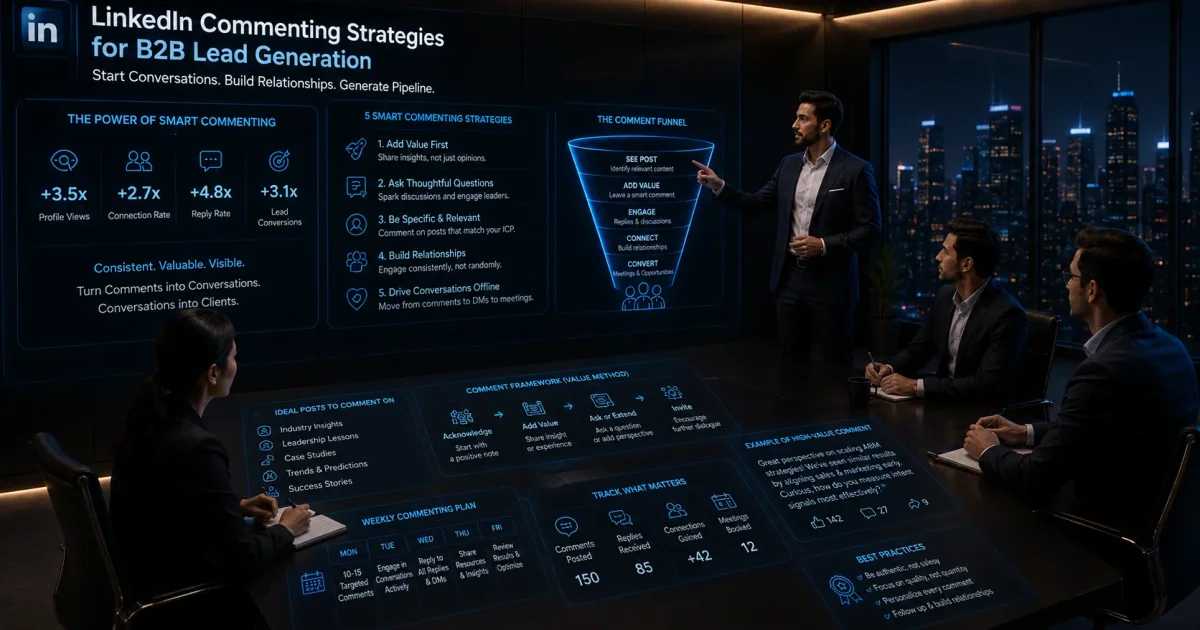 in
LinkedIn Commenting Strategies
for B2B Lead Generation
Start Conversations. Build Relationships. Generate Pipeline.
THE POWER OF SMART COMMENTING
+3.5x
Profile Views
+2.7x
Connection Rate
+4.8x
Reply Rate
+3.1x
Lead
Conversions
Consistent. Valuable. Visible.
Turn Comments into Conversations.
Conversations into Clients.
5 SMART COMMENTING STRATEGIES
1. Add Value First
Share insights, not just opinions.
2. Ask Thoughtful Questions
Spark discussions and engage leaders.
3. Be Specific & Relevant
Comment on posts that match your ICP.
4. Build Relationships
Engage consistently, not randomly.
5. Drive Conversations Offline
Move from comments to DMs to meetings.
THE COMMENT FUNNEL
SEE POST
Identify relevant content
ADD VALUE
Leave a smart comment
ENGAGE
Replies & discussions
CONNECT
Build relationships
CONVERT
Meetings & Opportunities
IDEAL POSTS TO COMMENT ON
Industry Insights
Leadership Lessons
Case Studies
Trends & Predictions
Success Stories
COMMENT FRAMEWORK (VALUE METHOD)
Acknowledge
Start with
a positive note
Add Value
Share insight
or experience
Ask or Extend
Ask a question
or add perspective
Invite
Encourage
further dialogue
WEEKLY COMMENTING PLAN
MON
10-15
Targeted
Comments
TUE
Engage in
Conversations
Actively
WED
Reply to
All Replies
& DMs
THU
Share
Resources
& Insights
FRI
Review
Results &
Optimize
TRACK WHAT MATTERS
Comments
Posted
150
Replies
Received
85
Connections
Gained
+42
Meetings
Booked
12
EXAMPLE OF HIGH-VALUE COMMENT
Great perspective on scaling ABM
strategies! We've seen similar results
by aligning sales & marketing early.
Curious, how do you measure intent
signals most effectively?
142
27
9
BEST PRACTICES
Be authentic, not salesy
Focus on quality, not quantity
Personalize every comment
Follow up & build relationships